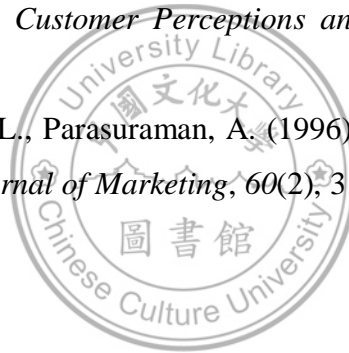 Customer Perceptions an
L., Parasuraman, A. (1996)
rnal of Marketing, 60(2), 3
University Library
中國文化大學
圖書館
Chinese Culture University